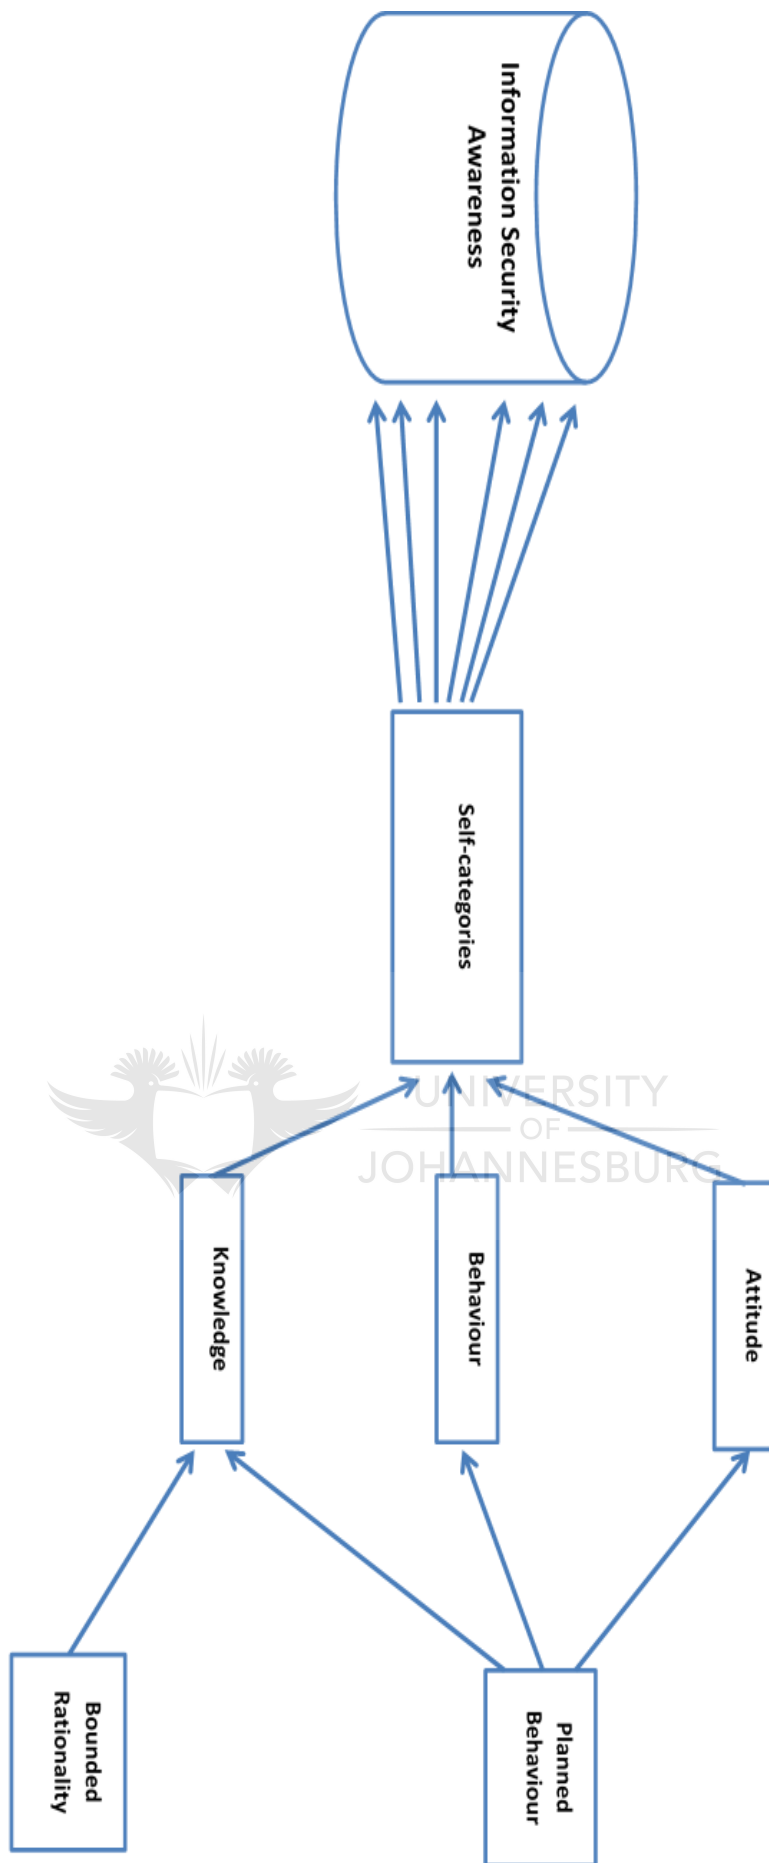 Information Security
Awareness
Self-categories
Attitude
Behaviour
Knowledge
Planned
Behaviour
Bounded
Rationality
UNIVERSITY
OF
JOHANNESBURG